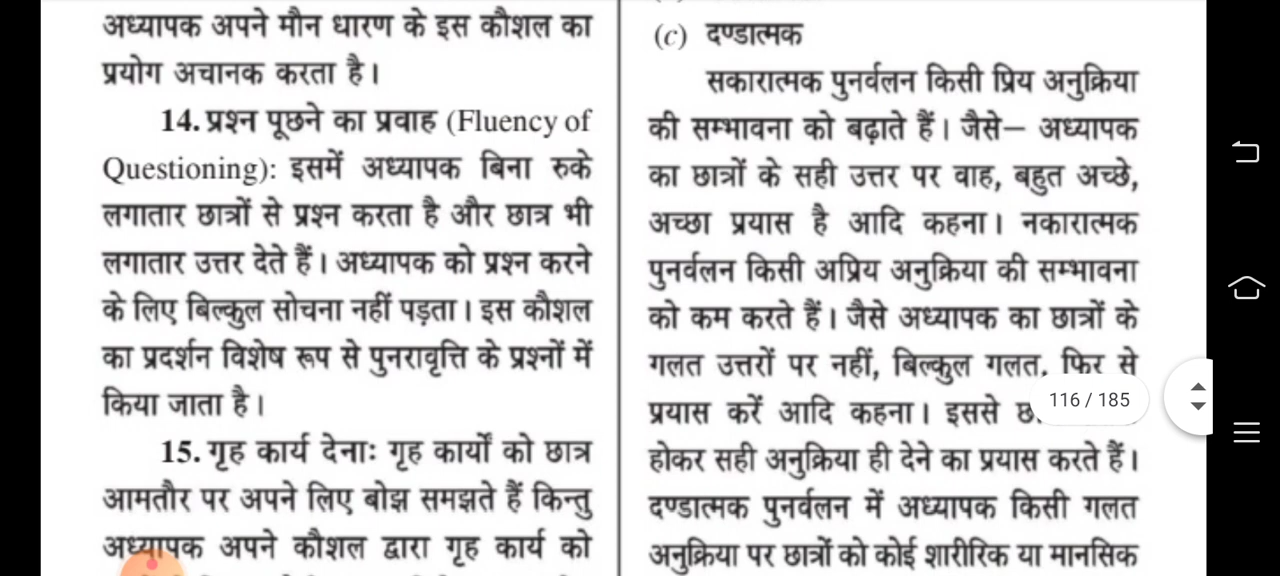 अध्यापक अपने मौन धारण के इस कौशल का
प्रयोग अचानक करता है।
14. प्रश्न पूछने का प्रवाह (Fluency of
Questioning): इसमें अध्यापक बिना रुके
लगातार छात्रों से प्रश्न करता है और छात्र भी
लगातार उत्तर देते हैं। अध्यापक को प्रश्न करने
के लिए बिल्कुल सोचना नहीं पड़ता। इस कौशल
का प्रदर्शन विशेष रूप से पुनरावृत्ति के प्रश्नों में
किया जाता है।
15. गृह कार्य देनाः गृह कार्यों को छात्र
आमतौर पर अपने लिए बोझ समझते हैं किन्तु
अध्यापक अपने कौशल द्वारा गृह कार्य को
(c) दण्डात्मक
सकारात्मक पुनर्वलन किसी प्रिय अनुक्रिया
की सम्भावना को बढ़ाते हैं। जैसे– अध्यापक
का छात्रों के सही उत्तर पर वाह, बहुत अच्छे,
अच्छा प्रयास है आदि कहना। नकारात्मक
पुनर्वलन किसी अप्रिय अनुक्रिया की सम्भावना
को कम करते हैं। जैसे अध्यापक का छात्रों के
गलत उत्तरों पर नहीं, बिल्कुल गलत, फिर से
प्रयास करें आदि कहना। इससे
होकर सही अनुक्रिया ही देने का प्रयास करते हैं।
दण्डात्मक पुनर्वलन में अध्यापक किसी गलत
अनुक्रिया पर छात्रों को कोई शारीरिक या मानसिक
116 / 185